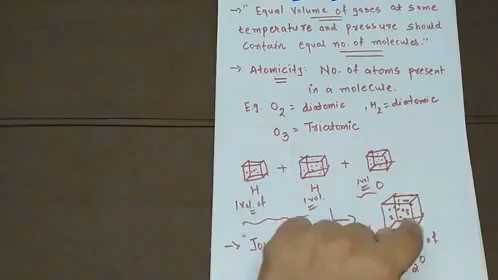 → "Equal Volume of gases at same
temperature and pressure should
contain equal no. of molecules."
→ Atomicity: No. of atoms present
in a molecule.
E.g. O2 = diatomic , H2 = diatomic
O3 = Triatomic
+ +
H H O
1 vol. of 1 vol. 1 vol.
→ "
of
2O